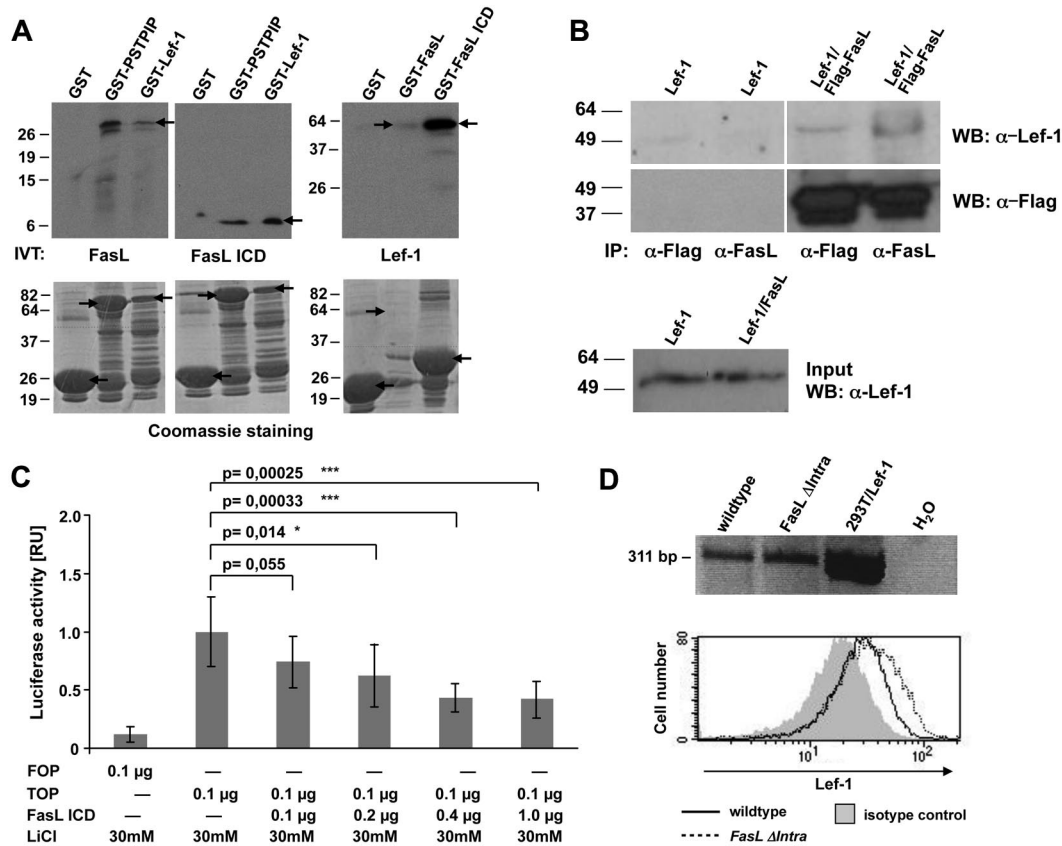 A
GST
GST-PSTPIP
GST-Lef-1
GST
GST-PSTPIP
GST-Lef-1
GST
GST-FasL
GST-FasL ICD
26
19
15
6
64
37
26
IVT: FasL FasL ICD Lef-1
82
64
37
26
19
82
64
37
26
19
Coomassie staining
B
Lef-1
Lef-1
Lef-1/
Flag-FasL
Lef-1/
Flag-FasL
64
49
WB: α-Lef-1
49
37
WB: α-Flag
IP: α-Flag α-FasL α-Flag α-FasL
Lef-1
Lef-1/FasL
64
49
Input
WB: α-Lef-1
C
p= 0,00025 ***
p= 0,00033 ***
p= 0,014 *
p= 0,055
Luciferase activity [RU]
2.0
1.5
1.0
0.5
0
FOP 0.1 µg — — — — —
TOP — 0.1 µg 0.1 µg 0.1 µg 0.1 µg 0.1 µg
FasL ICD — — 0.1 µg 0.2 µg 0.4 µg 1.0 µg
LiCl 30mM 30mM 30mM 30mM 30mM 30mM
D
wildtype
FasL ΔIntra
293T/Lef-1
H₂O
311 bp
Cell number
80
0
10¹
10²
Lef-1
wildtype
isotype control
FasL ΔIntra